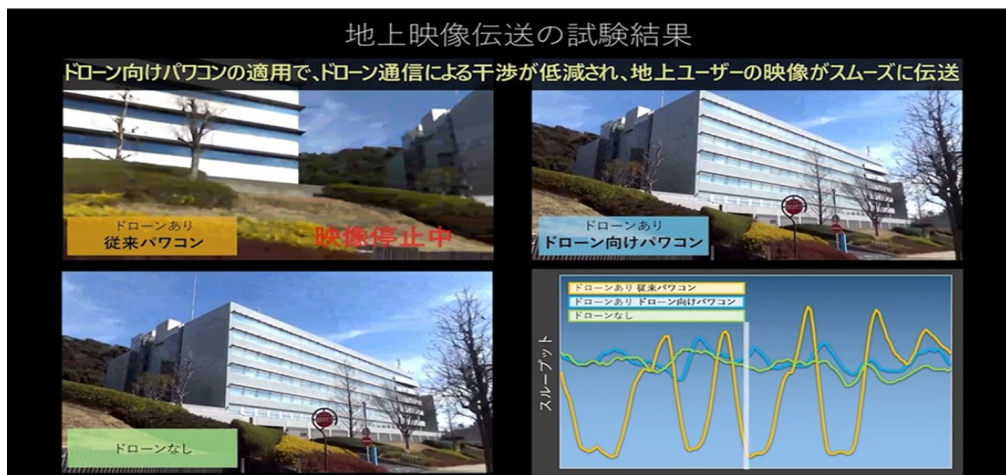 地上映像伝送の試験結果
ドローン向けパワコンの適用で、ドローン通信による干渉が低減され、地上ユーザーの映像がスムーズに伝送
ドローンあり
従来パワコン
映像停止中
ドローンあり
ドローン向けパワコン
ドローンなし
ドローンあり 従来パワコン
ドローンあり ドローン向けパワコン
ドローンなし
スループット